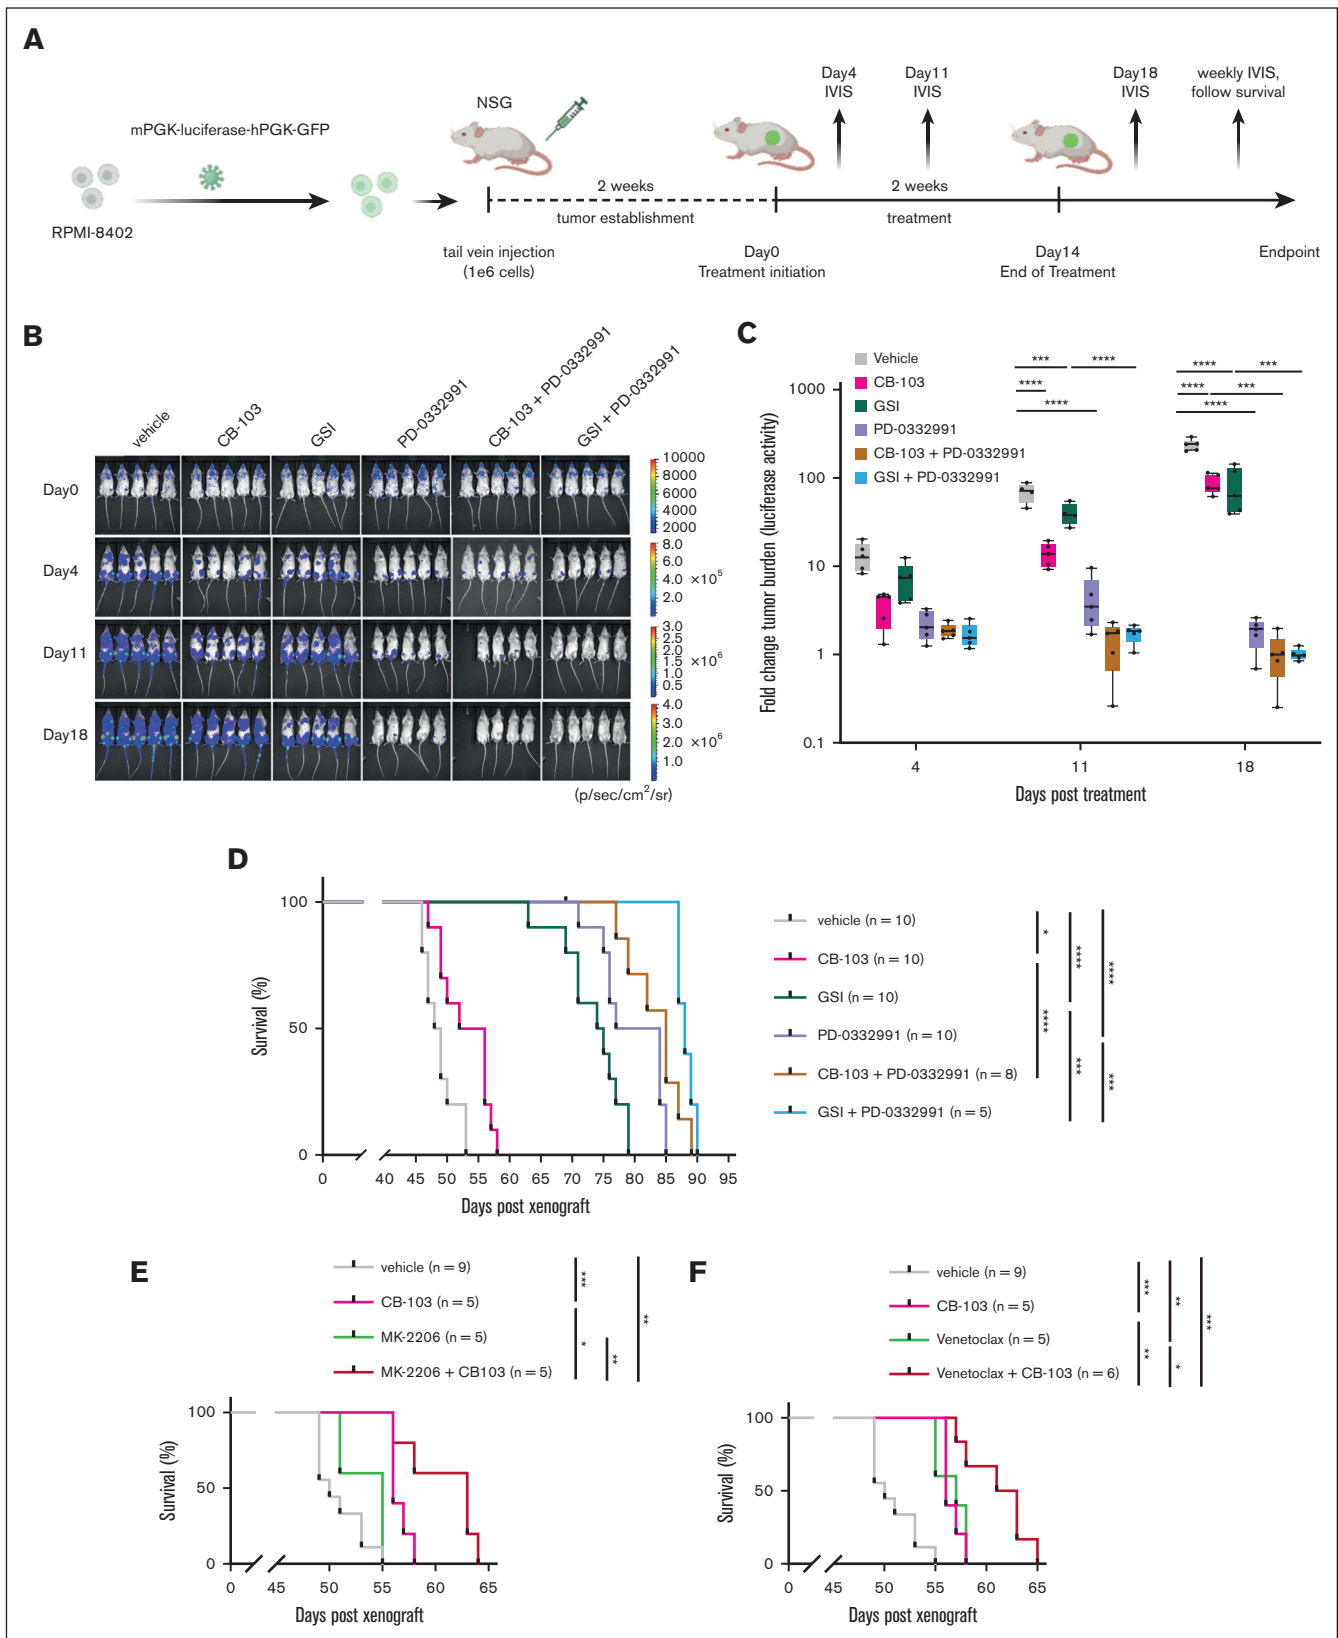 A
mPGK-luciferase-hPGK-GFP
RPMI-8402
NSG
tail vein injection
(1e6 cells)
2 weeks
tumor establishment
Day0
Treatment initiation
Day4
IVIS
Day11
IVIS
2 weeks
treatment
Day14
End of Treatment
Day18
IVIS
weekly IVIS,
follow survival
Endpoint
B
vehicle
CB-103
GSI
PD-0332991
CB-103 + PD-0332991
GSI + PD-0332991
Day0
10000
8000
6000
4000
2000
Day4
8.0
6.0
4.0 ×10⁵
2.0
Day11
3.0
2.5
2.0
1.5 ×10⁶
1.0
0.5
Day18
4.0
3.0
2.0 ×10⁶
1.0
(p/sec/cm²/sr)
C
Vehicle
CB-103
GSI
PD-0332991
CB-103 + PD-0332991
GSI + PD-0332991
*** ****
****
****
**** ***
**** ***
****
Fold change tumor burden (luciferase activity)
1000
100
10
1
0.1
4 11 18
Days post treatment
D
Survival (%)
100
50
0
0 40 45 50 55 60 65 70 75 80 85 90 95
Days post xenograft
vehicle (n = 10)
CB-103 (n = 10)
GSI (n = 10)
PD-0332991 (n = 10)
CB-103 + PD-0332991 (n = 8)
GSI + PD-0332991 (n = 5)
* **** ****
**** *** ***
E
vehicle (n = 9)
CB-103 (n = 5)
MK-2206 (n = 5)
MK-2206 + CB103 (n = 5)
*** **
* **
Survival (%)
100
50
0
0 45 50 55 60 65
Days post xenograft
F
vehicle (n = 9)
CB-103 (n = 5)
Venetoclax (n = 5)
Venetoclax + CB-103 (n = 6)
*** ** ***
** *
Survival (%)
100
50
0
0 45 50 55 60 65
Days post xenograft